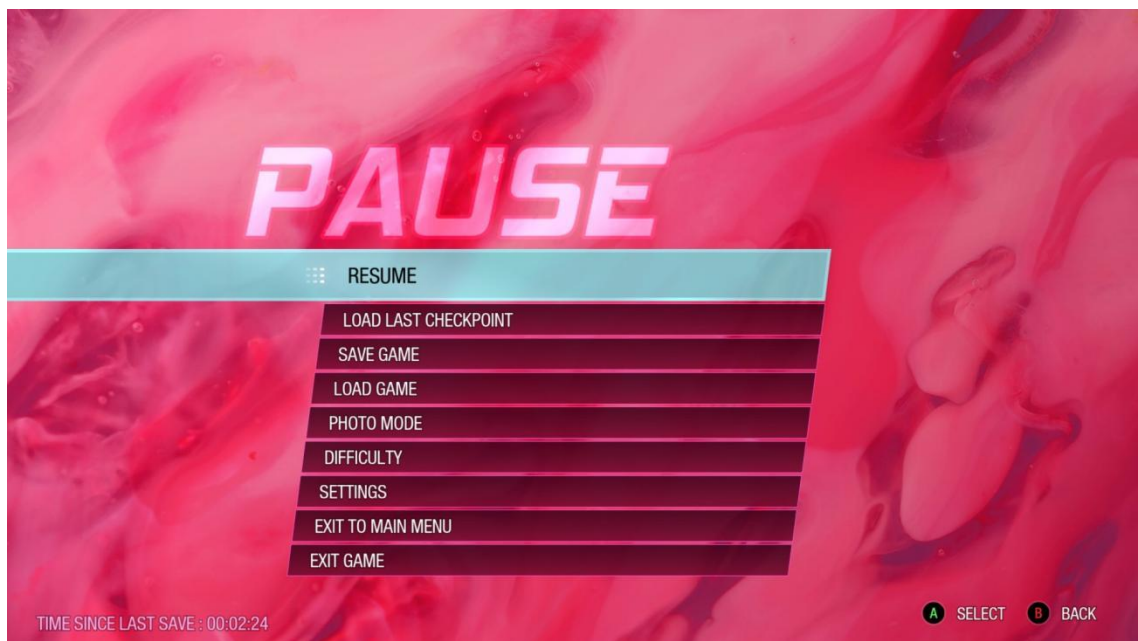 PAUSE
RESUME
LOAD LAST CHECKPOINT
SAVE GAME
LOAD GAME
PHOTO MODE
DIFFICULTY
SETTINGS
EXIT TO MAIN MENU
EXIT GAME
TIME SINCE LAST SAVE : 00:02:24
A SELECT B BACK